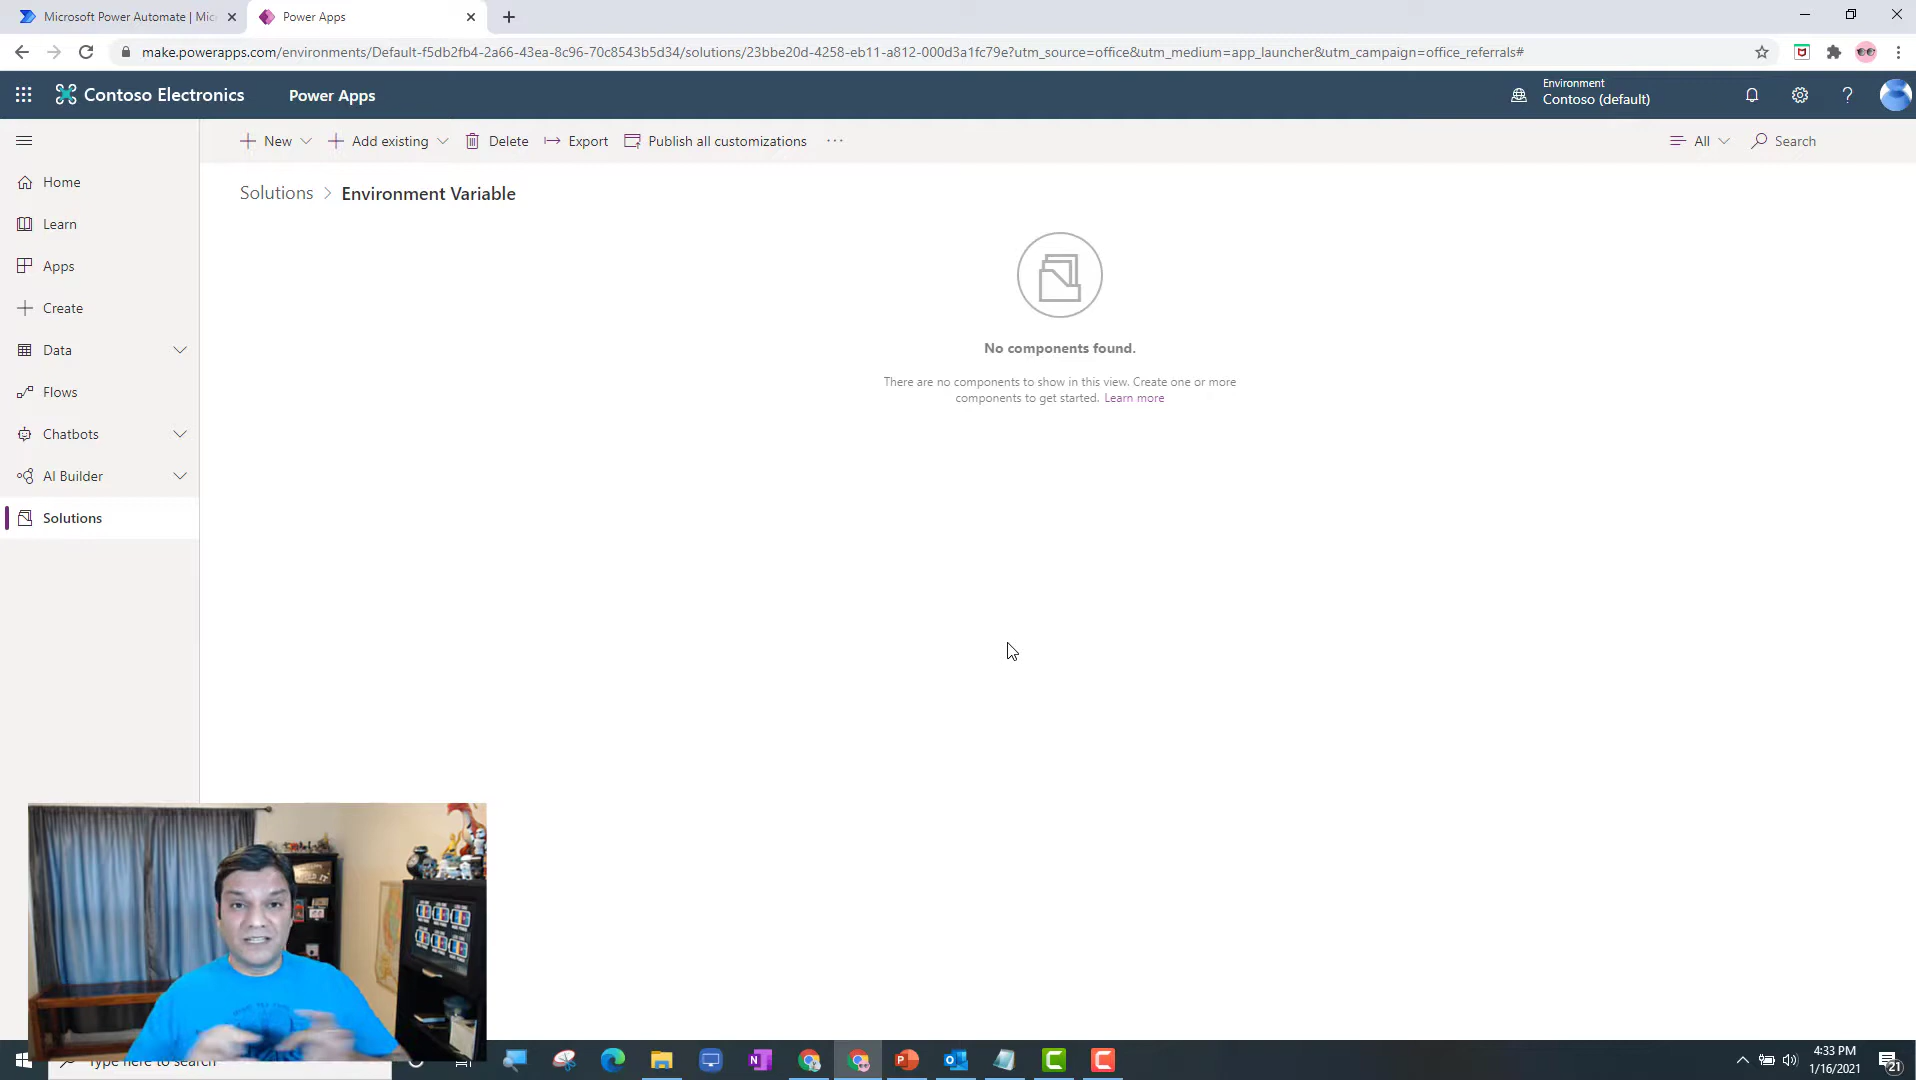 Microsoft Power Automate | Mic
Power Apps
make.powerapps.com/environments/Default-f5db2fb4-2a66-43ea-8c96-70c8543b5d34/solutions/23bbe20d-4258-eb11-a812-000d3a1fc79e?utm_source=office&utm_medium=app_launcher&utm_campaign=office_referrals#
Contoso Electronics
Power Apps
Environment
Contoso (default)
New
Add existing
Delete
Export
Publish all customizations
All
Search
Home
Learn
Apps
Create
Data
Flows
Chatbots
AI Builder
Solutions
Solutions > Environment Variable
No components found.
There are no components to show in this view. Create one or more
components to get started. Learn more
Type here to search
4:33 PM
1/16/2021
21